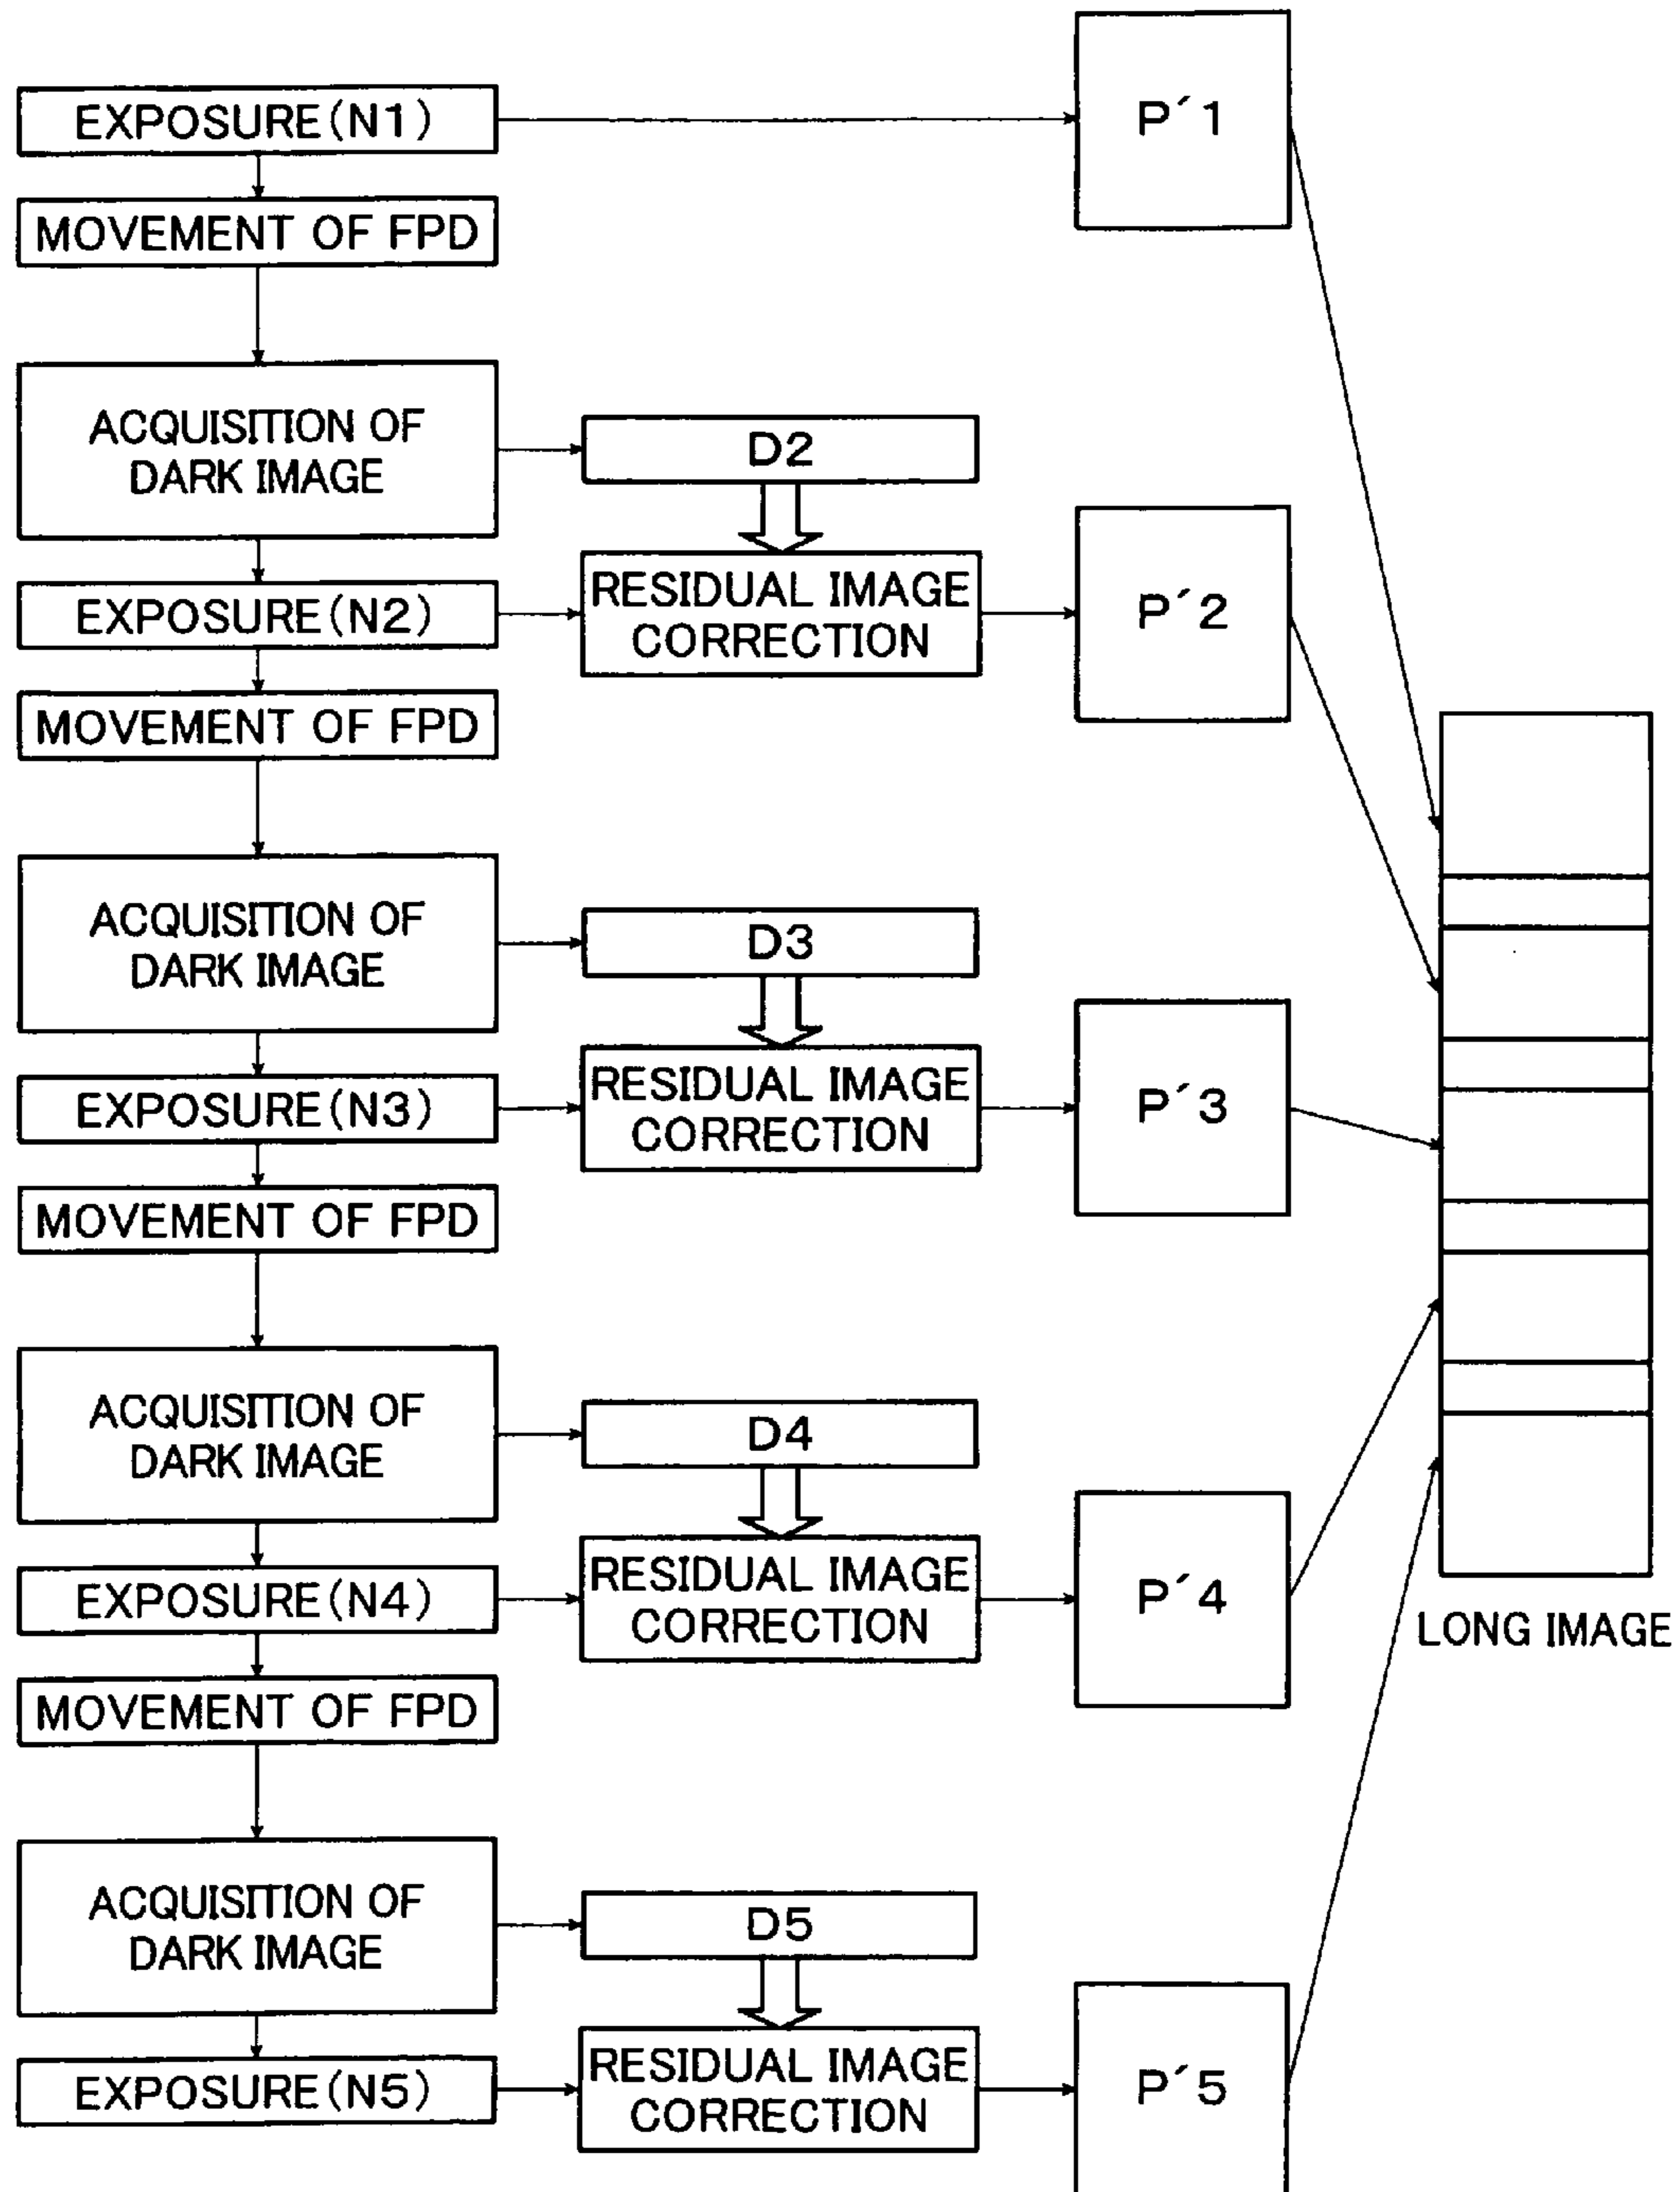 EXPOSURE(N1)
P´1
MOVEMENT OF FPD
ACQUISITION OF
DARK IMAGE
D2
EXPOSURE(N2)
RESIDUAL IMAGE
CORRECTION
P´2
MOVEMENT OF FPD
ACQUISITION OF
DARK IMAGE
D3
EXPOSURE(N3)
RESIDUAL IMAGE
CORRECTION
P´3
MOVEMENT OF FPD
ACQUISITION OF
DARK IMAGE
D4
EXPOSURE(N4)
RESIDUAL IMAGE
CORRECTION
P´4
LONG IMAGE
MOVEMENT OF FPD
ACQUISITION OF
DARK IMAGE
D5
EXPOSURE(N5)
RESIDUAL IMAGE
CORRECTION
P´5